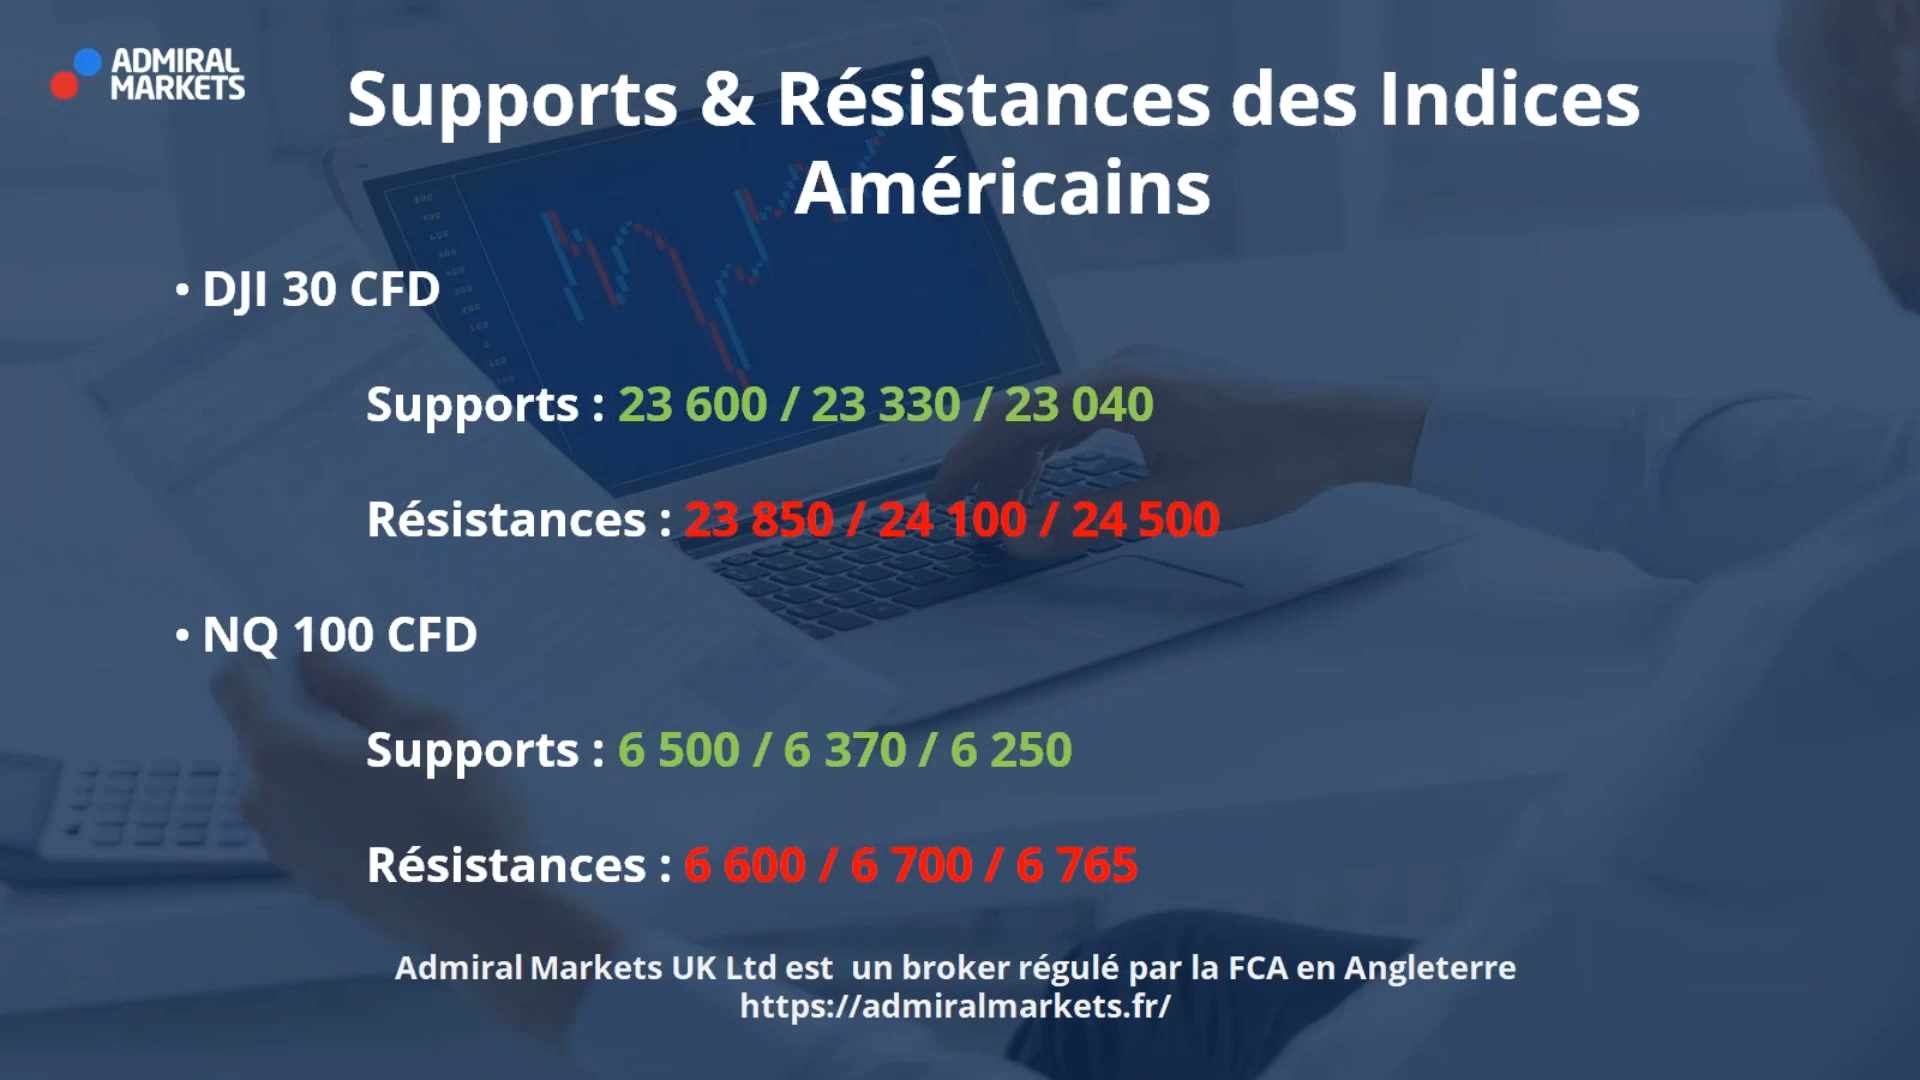 ADMIRAL
MARKETS
Supports & Résistances des Indices
Américains
• DJI 30 CFD
Supports : 23 600 / 23 330 / 23 040
Résistances : 23 850 / 24 100 / 24 500
• NQ 100 CFD
Supports : 6 500 / 6 370 / 6 250
Résistances : 6 600 / 6 700 / 6 765
Admiral Markets UK Ltd est un broker régulé par la FCA en Angleterre
https://admiralmarkets.fr/